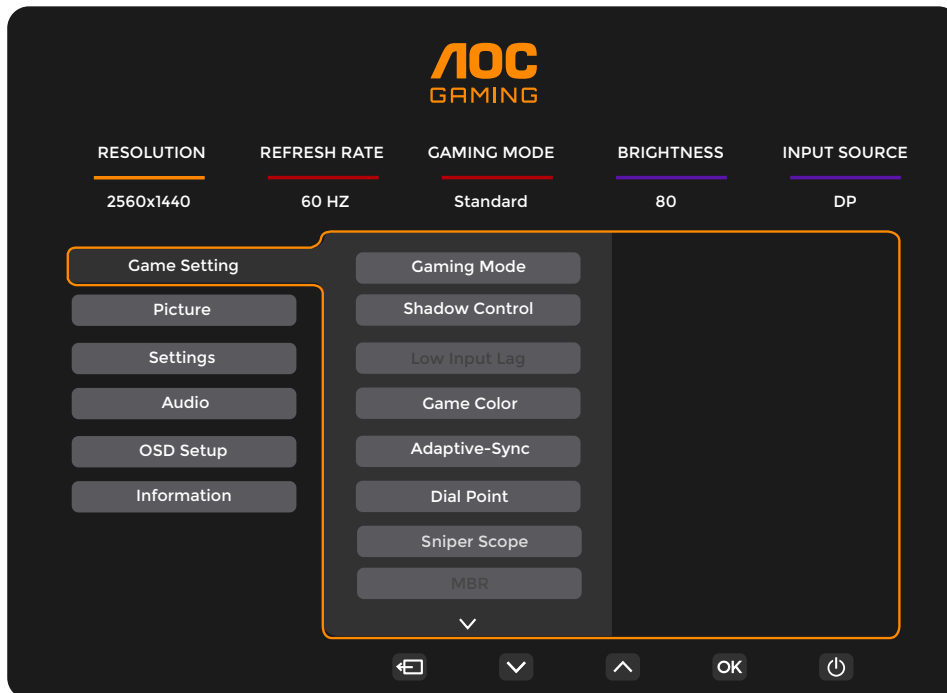 AOC
GAMING
RESOLUTION REFRESH RATE GAMING MODE BRIGHTNESS INPUT SOURCE
2560x1440 60 HZ Standard 80 DP
Game Setting
Picture
Settings
Audio
OSD Setup
Information
Gaming Mode
Shadow Control
Low Input Lag
Game Color
Adaptive-Sync
Dial Point
Sniper Scope
MBR
OK